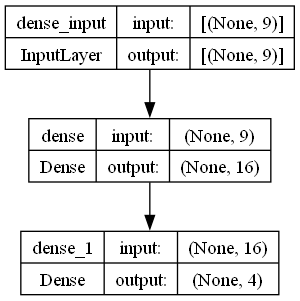 dense_input input: [(None, 9)]
InputLayer output: [(None, 9)]
dense input: (None, 9)
Dense output: (None, 16)
dense_1 input: (None, 16)
Dense output: (None, 4)